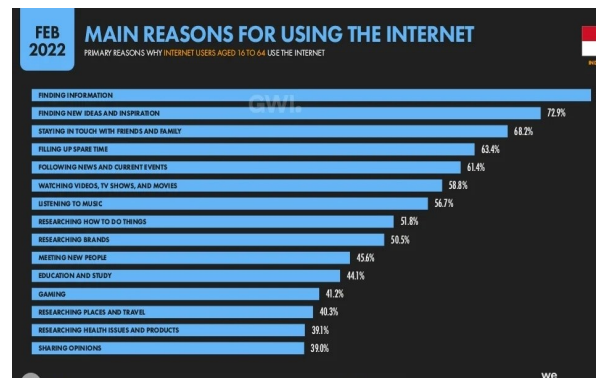 FEB
2022
MAIN REASONS FOR USING THE INTERNET
PRIMARY REASONS WHY INTERNET USERS AGED 16 TO 64 USE THE INTERNET
GWI.
FINDING INFORMATION
FINDING NEW IDEAS AND INSPIRATION 72.9%
STAYING IN TOUCH WITH FRIENDS AND FAMILY 68.2%
FILLING UP SPARE TIME 63.4%
FOLLOWING NEWS AND CURRENT EVENTS 61.4%
WATCHING VIDEOS, TV SHOWS, AND MOVIES 58.8%
LISTENING TO MUSIC 56.7%
RESEARCHING HOW TO DO THINGS 51.8%
RESEARCHING BRANDS 50.5%
MEETING NEW PEOPLE 45.6%
EDUCATION AND STUDY 44.1%
GAMING 41.2%
RESEARCHING PLACES AND TRAVEL 40.3%
RESEARCHING HEALTH ISSUES AND PRODUCTS 39.1%
SHARING OPINIONS 39.0%
we